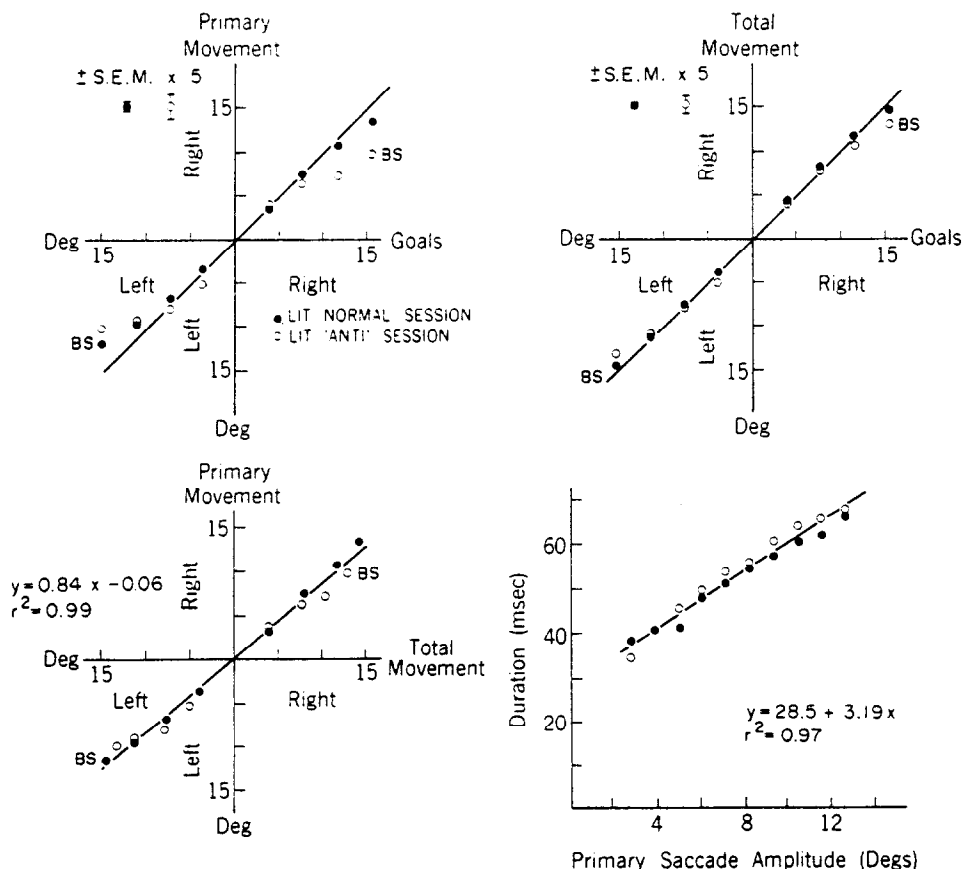 Primary
Movement
± S.E.M. x 5
15
Right
BS
Deg
15
15
Goals
Left
Right
● LIT NORMAL SESSION
○ LIT "ANTI" SESSION
Left
BS
15
Deg
Total
Movement
± S.E.M. x 5
15
Right
BS
Deg
15
15
Goals
Left
Right
Left
BS
15
Deg
Primary
Movement
15
Right
y = 0.84 x -0.06
r² = 0.99
BS
Deg
15
15
Total
Movement
Left
Right
Left
BS
15
Deg
Duration (msec)
60
40
20
y = 28.5 + 3.19 x
r² = 0.97
4 8 12
Primary Saccade Amplitude (Degs)